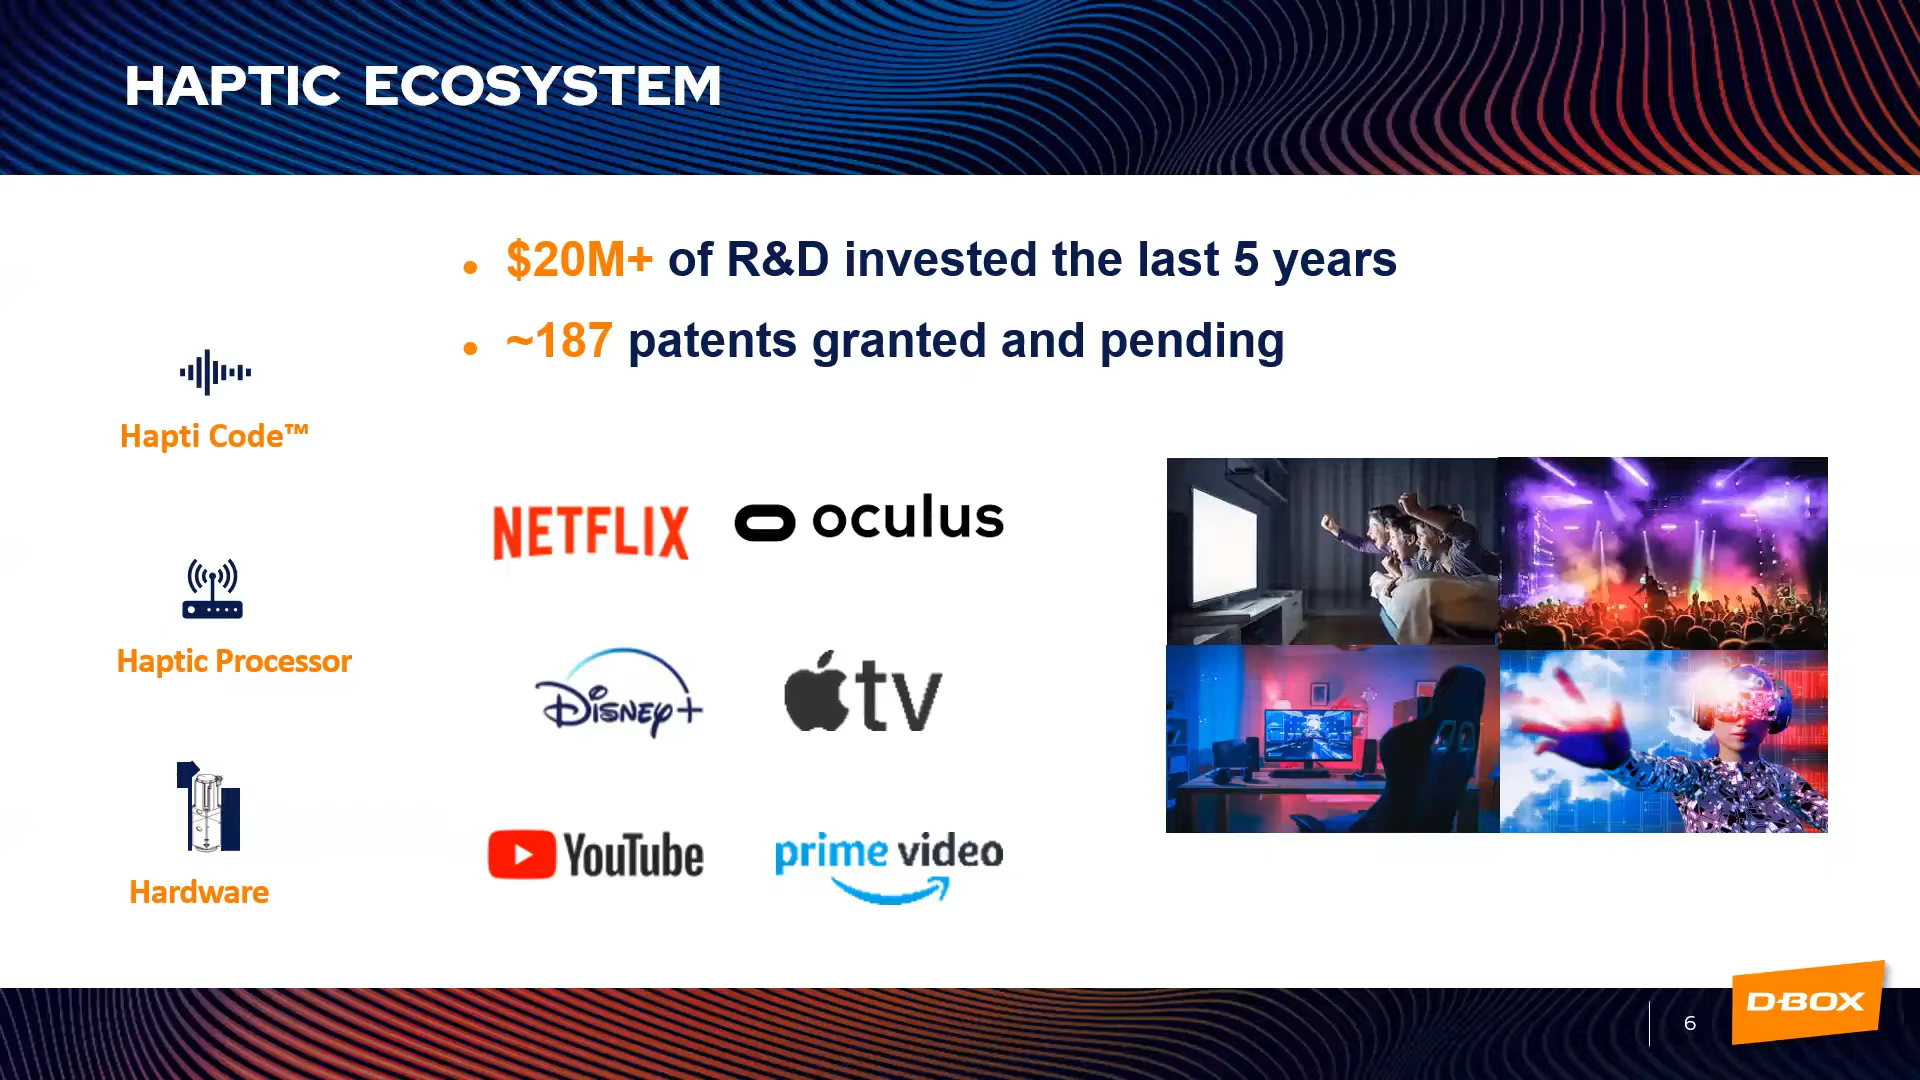 HAPTIC ECOSYSTEM
• $20M+ of R&D invested the last 5 years
• ~187 patents granted and pending
Hapti Code™
Haptic Processor
Hardware
NETFLIX
oculus
Disney+
tv
YouTube
prime video
6
D-BOX